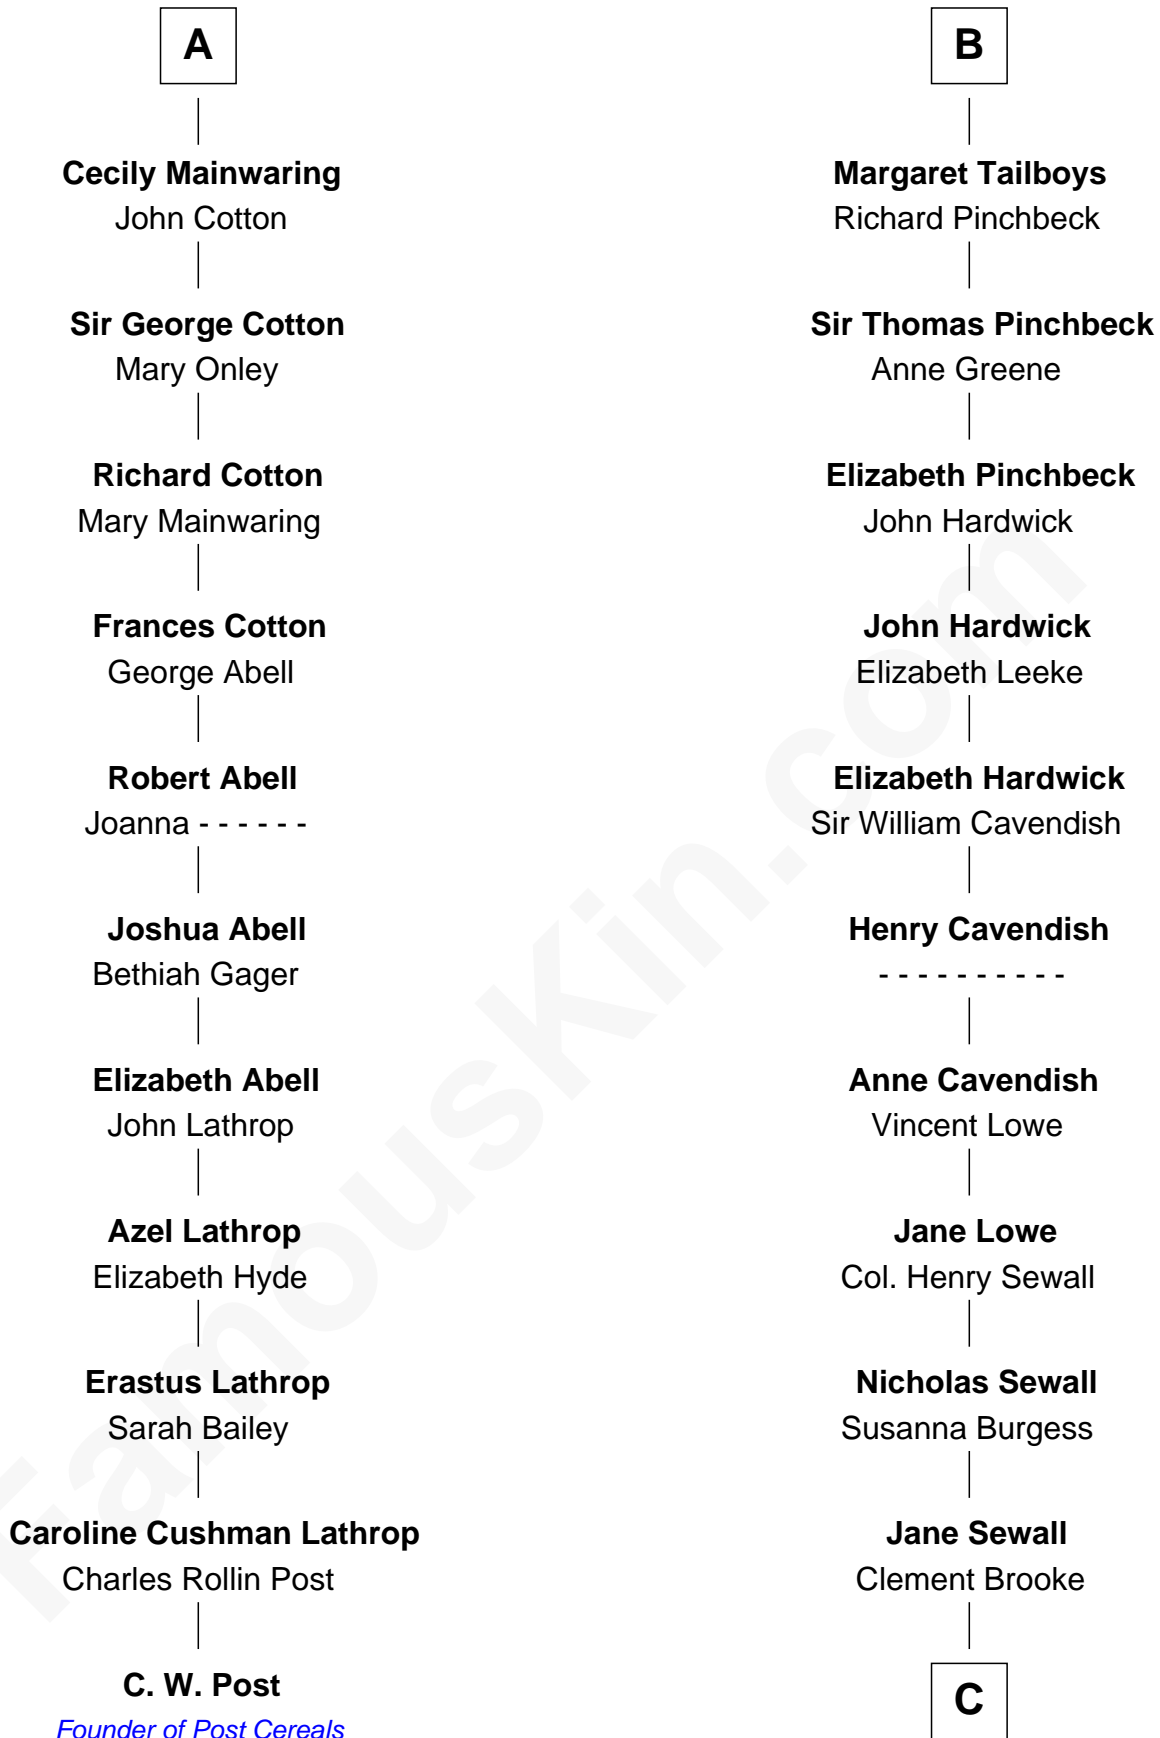 A
Cecily Mainwaring
John Cotton
Sir George Cotton
Mary Onley
Richard Cotton
Mary Mainwaring
Frances Cotton
George Abell
Robert Abell
Joanna - - - - - -
Joshua Abell
Bethiah Gager
Elizabeth Abell
John Lathrop
Azel Lathrop
Elizabeth Hyde
Erastus Lathrop
Sarah Bailey
Caroline Cushman Lathrop
Charles Rollin Post
C. W. Post
Founder of Post Cereals
B
Margaret Tailboys
Richard Pinchbeck
Sir Thomas Pinchbeck
Anne Greene
Elizabeth Pinchbeck
John Hardwick
John Hardwick
Elizabeth Leeke
Elizabeth Hardwick
Sir William Cavendish
Henry Cavendish
- - - - - - - - - -
Anne Cavendish
Vincent Lowe
Jane Lowe
Col. Henry Sewall
Nicholas Sewall
Susanna Burgess
Jane Sewall
Clement Brooke
C
FamousKin.com